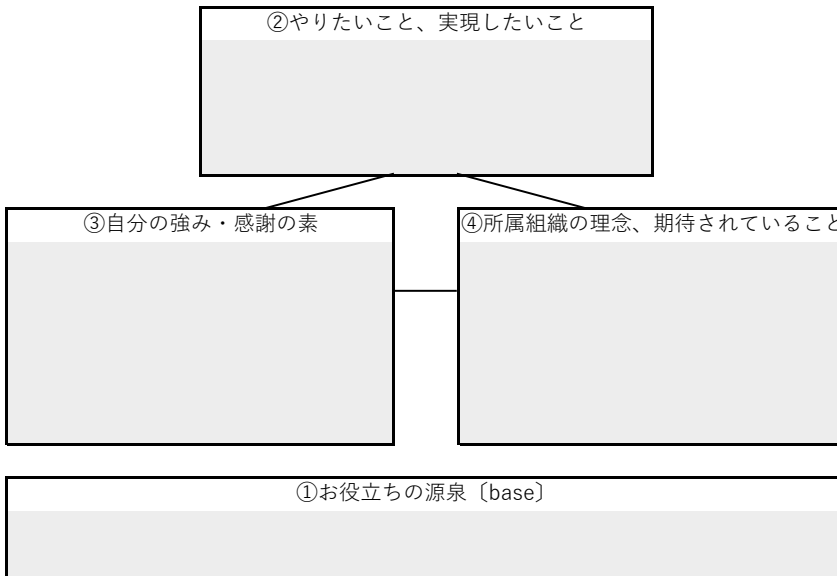 ②やりたいこと、実現したいこと
③自分の強み・感謝の素
④所属組織の理念、期待されていること
①お役立ちの源泉〔base〕